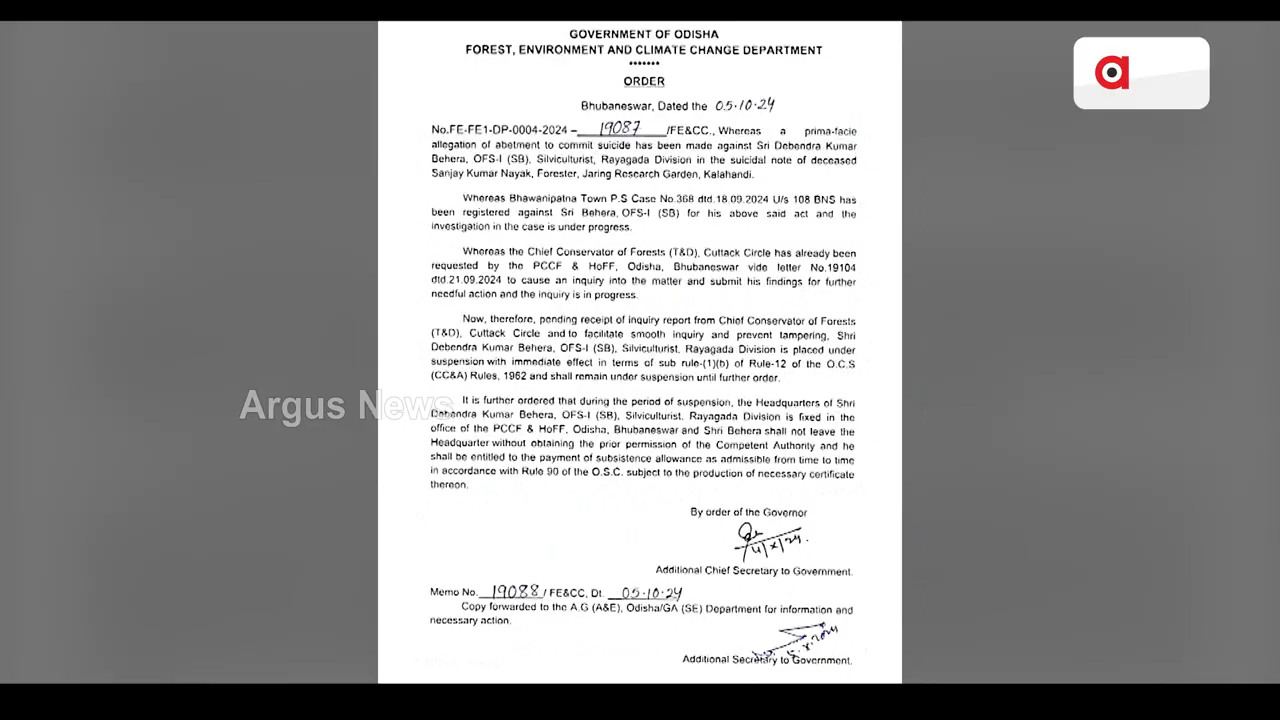 GOVERNMENT OF ODISHA
FOREST, ENVIRONMENT AND CLIMATE CHANGE DEPARTMENT
*******
ORDER
Bhubaneswar, Dated the 05.10.24
No.FE-FE1-DP-0004-2024 – 19087 /FE&CC., Whereas a prima-facie
allegation of abetment to commit suicide has been made against Sri Debendra Kumar
Behera, OFS-I (SB), Silviculturist, Rayagada Division in the suicidal note of deceased
Sanjay Kumar Nayak, Forester, Jaring Research Garden, Kalahandi.
Whereas Bhawanipatna Town P.S Case No.368 dtd.18.09.2024 U/s 108 BNS has
been registered against Sri Behera, OFS-I (SB) for his above said act and the
investigation in the case is under progress.
Whereas the Chief Conservator of Forests (T&D), Cuttack Circle has already been
requested by the PCCF & HoFF, Odisha, Bhubaneswar vide letter No.19104
dtd.21.09.2024 to cause an inquiry into the matter and submit his findings for further
needful action and the inquiry is in progress.
Now, therefore, pending receipt of inquiry report from Chief Conservator of Forests
(T&D), Cuttack Circle and to facilitate smooth inquiry and prevent tampering, Shri
Debendra Kumar Behera, OFS-I (SB), Silviculturist, Rayagada Division is placed under
suspension with immediate effect in terms of sub rule-(1)(b) of Rule-12 of the O.C.S
(CC&A) Rules, 1962 and shall remain under suspension until further order.
It is further ordered that during the period of suspension, the Headquarters of Shri
Debendra Kumar Behera, OFS-I (SB), Silviculturist, Rayagada Division is fixed in the
office of the PCCF & HoFF, Odisha, Bhubaneswar and Shri Behera shall not leave the
Headquarter without obtaining the prior permission of the Competent Authority and he
shall be entitled to the payment of subsistence allowance as admissible from time to time
in accordance with Rule 90 of the O.S.C. subject to the production of necessary certificate
thereon.
Argus News
By order of the Governor
4/X/24.
Additional Chief Secretary to Government.
Memo No. 19088 / FE&CC, Dt. 05.10.24
Copy forwarded to the A.G (A&E), Odisha/GA (SE) Department for information and
necessary action.
Additional Secretary to Government.